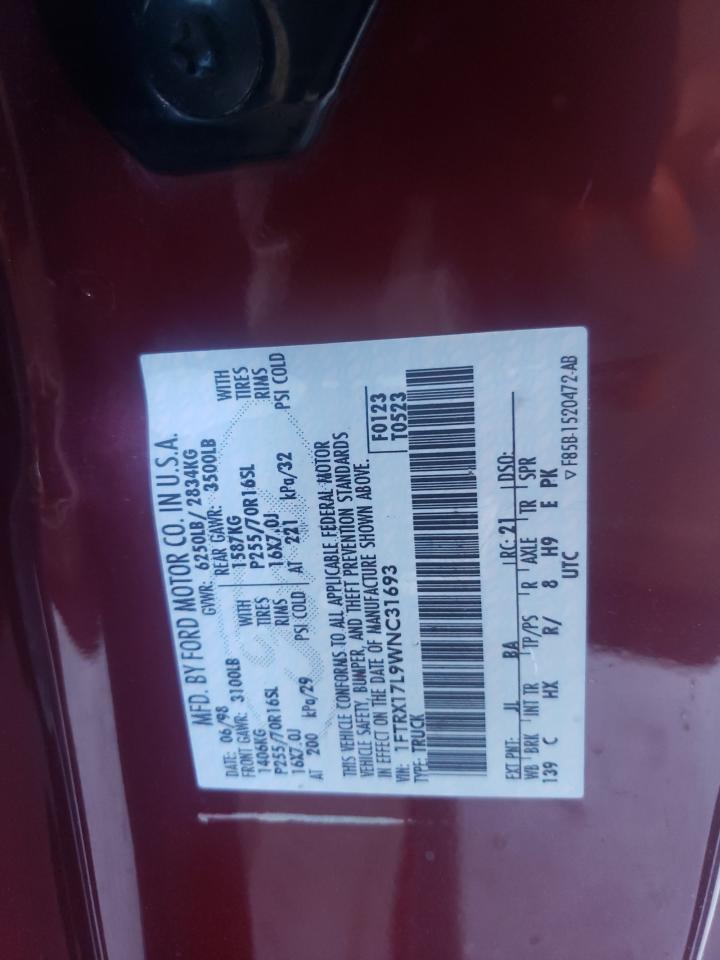 MFD. BY FORD MOTOR CO. IN U.S.A.
DATE: 06/98 GVWR: 6250LB/ 2834KG
FRONT GAWR: 3100LB REAR GAWR: 3500LB
1406KG WITH 1587KG WITH
P255/70R16SL TIRES P255/70R16SL TIRES
16X7.0J RIMS 16X7.0J RIMS
AT 200 kPa/29 PSI COLD AT 221 kPa/32 PSI COLD
THIS VEHICLE CONFORMS TO ALL APPLICABLE FEDERAL MOTOR
VEHICLE SAFETY, BUMPER, AND THEFT PREVENTION STANDARDS
IN EFFECT ON THE DATE OF MANUFACTURE SHOWN ABOVE.
VIN: 1FTRX17L9WNC31693 F0123
TYPE: TRUCK T0523
EXT PNT: JL BA RC: 21 DSO:
WB BRK INT TR TP/PS R AXLE TR SPR
139 C HX R/ 8 H9 E PK
UTC ▽ F85B-1520472-AB